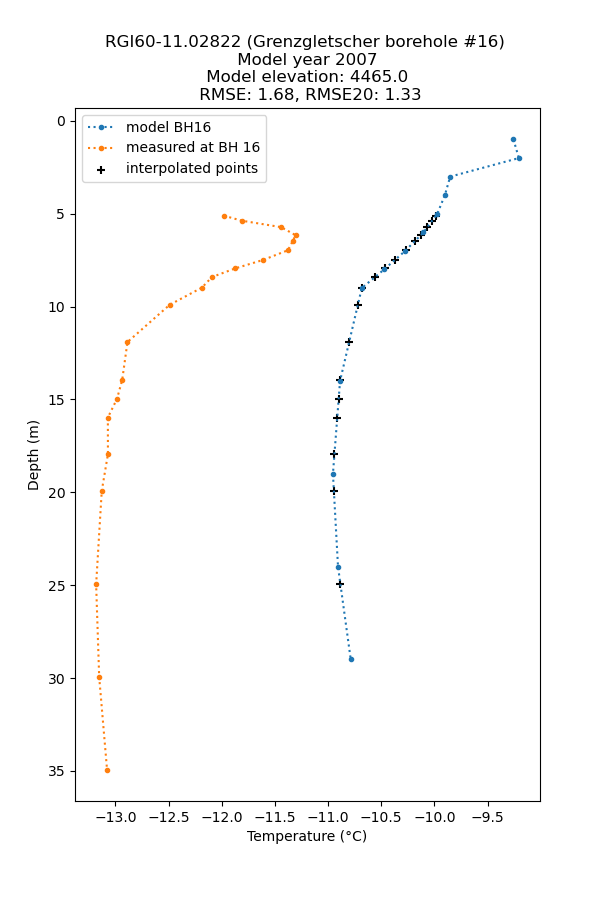 RGI60-11.02822 (Grenzgletscher borehole #16)
Model year 2007
Model elevation: 4465.0
RMSE: 1.68, RMSE20: 1.33
model BH16
measured at BH 16
interpolated points
0
5
10
15
20
25
30
35
Depth (m)
−13.0 −12.5 −12.0 −11.5 −11.0 −10.5 −10.0 −9.5
Temperature (°C)